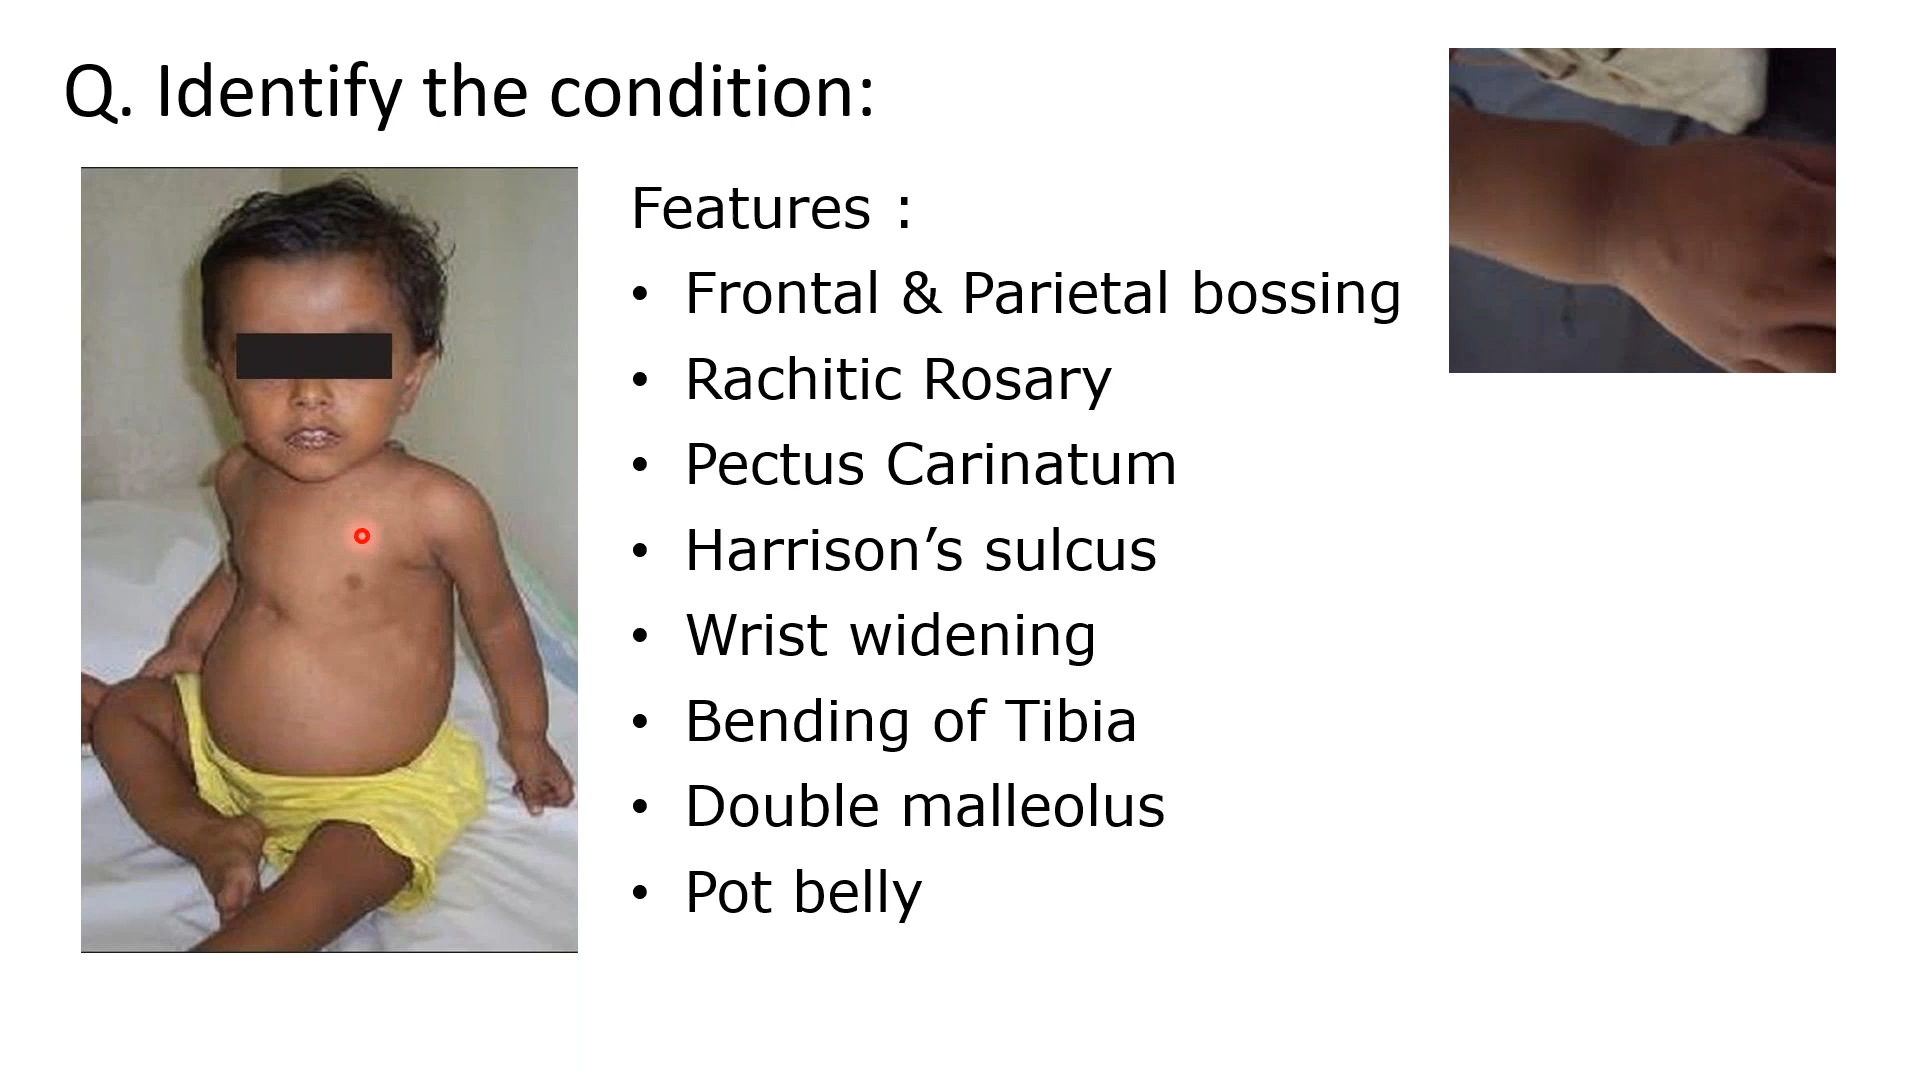 Q. Identify the condition:
Features :
• Frontal & Parietal bossing
• Rachitic Rosary
• Pectus Carinatum
• Harrison’s sulcus
• Wrist widening
• Bending of Tibia
• Double malleolus
• Pot belly